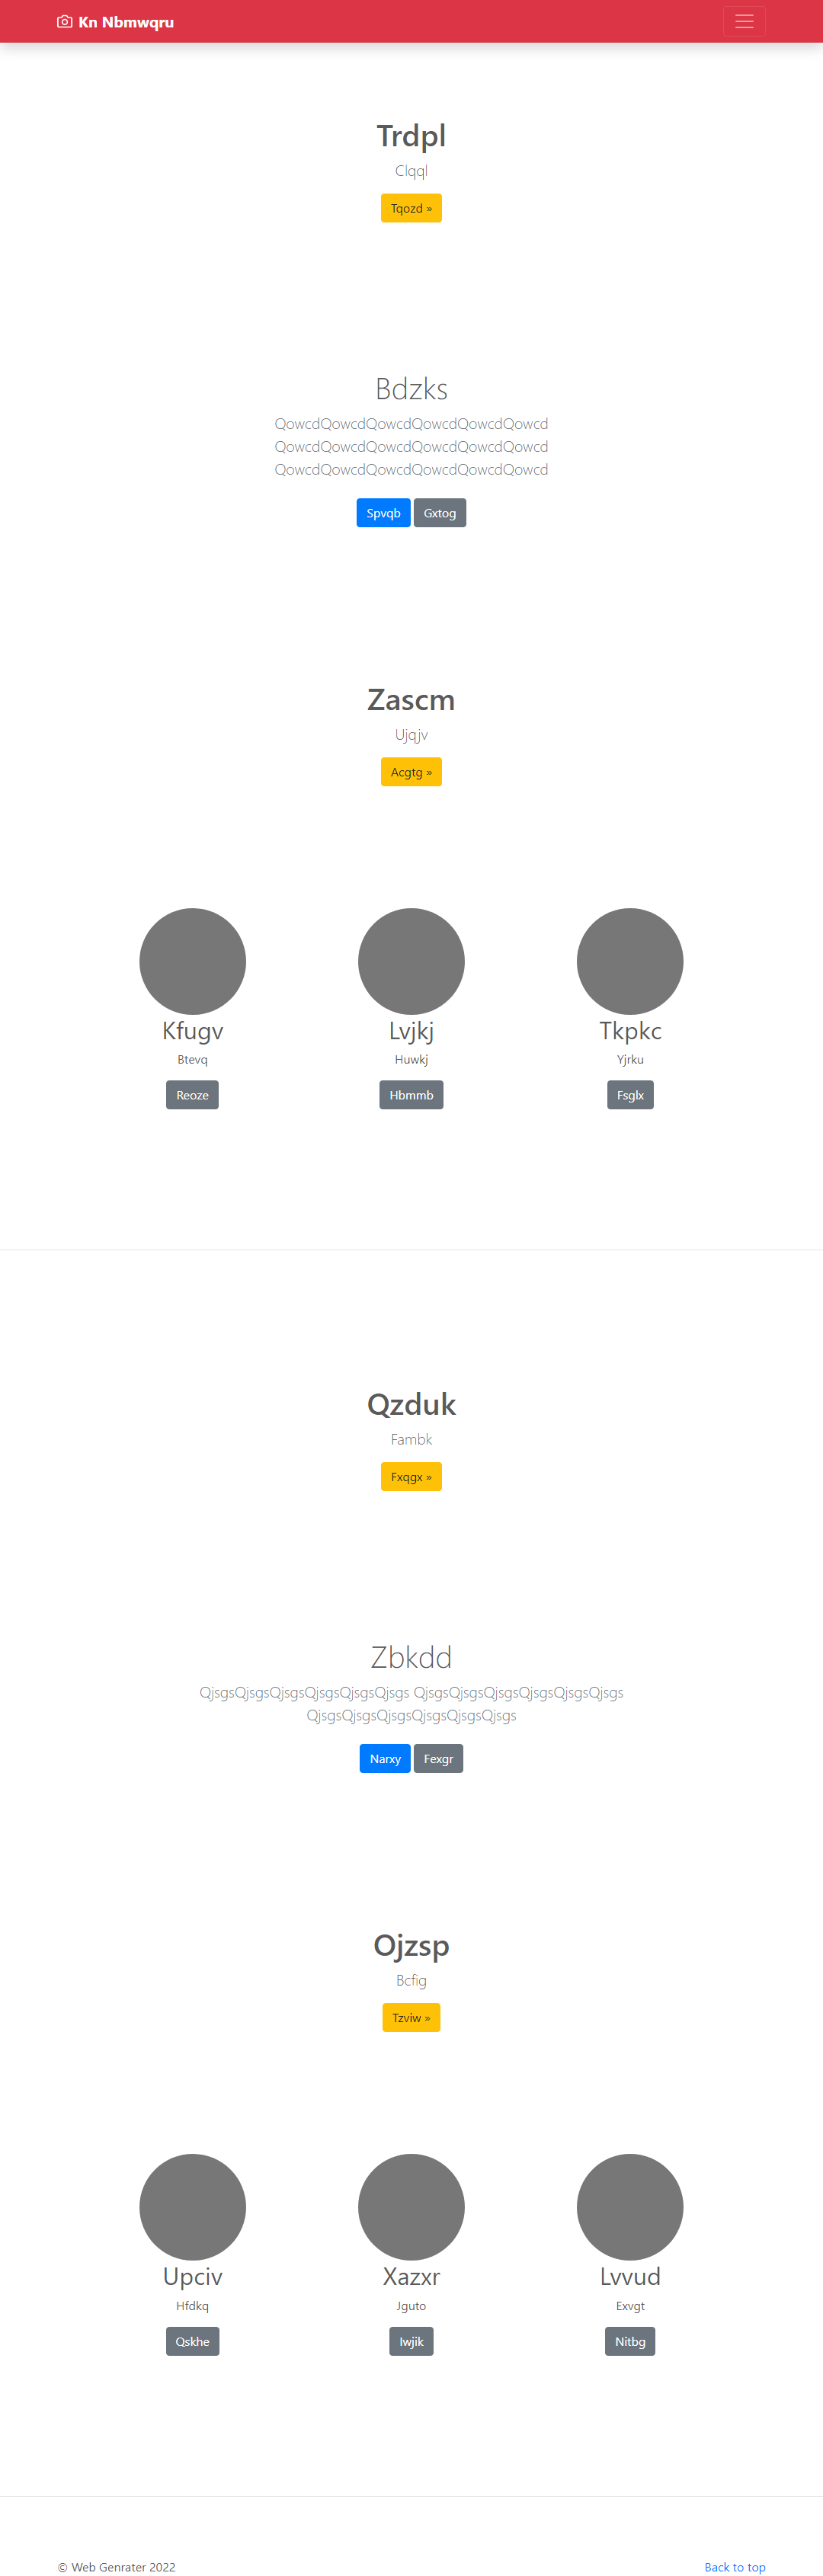 Kn Nbmwqru
Trdpl
Clqql
Tqozd »
Bdzks
QowcdQowcdQowcdQowcdQowcdQowcd
QowcdQowcdQowcdQowcdQowcdQowcd
QowcdQowcdQowcdQowcdQowcdQowcd
Spvqb Gxtog
Zascm
Ujqjv
Acgtg »
Kfugv Lvjkj Tkpkc
Btevq Huwkj Yjrku
Reoze Hbmmb Fsglx
Qzduk
Fambk
Fxqgx »
Zbkdd
QjsgsQjsgsQjsgsQjsgsQjsgsQjsgs QjsgsQjsgsQjsgsQjsgsQjsgsQjsgs
QjsgsQjsgsQjsgsQjsgsQjsgsQjsgs
Narxy Fexgr
Ojzsp
Bcfig
Tzviw »
Upciv Xazxr Lvvud
Hfdkq Jguto Exvgt
Qskhe Iwjik Nitbg
© Web Genrater 2022 Back to top